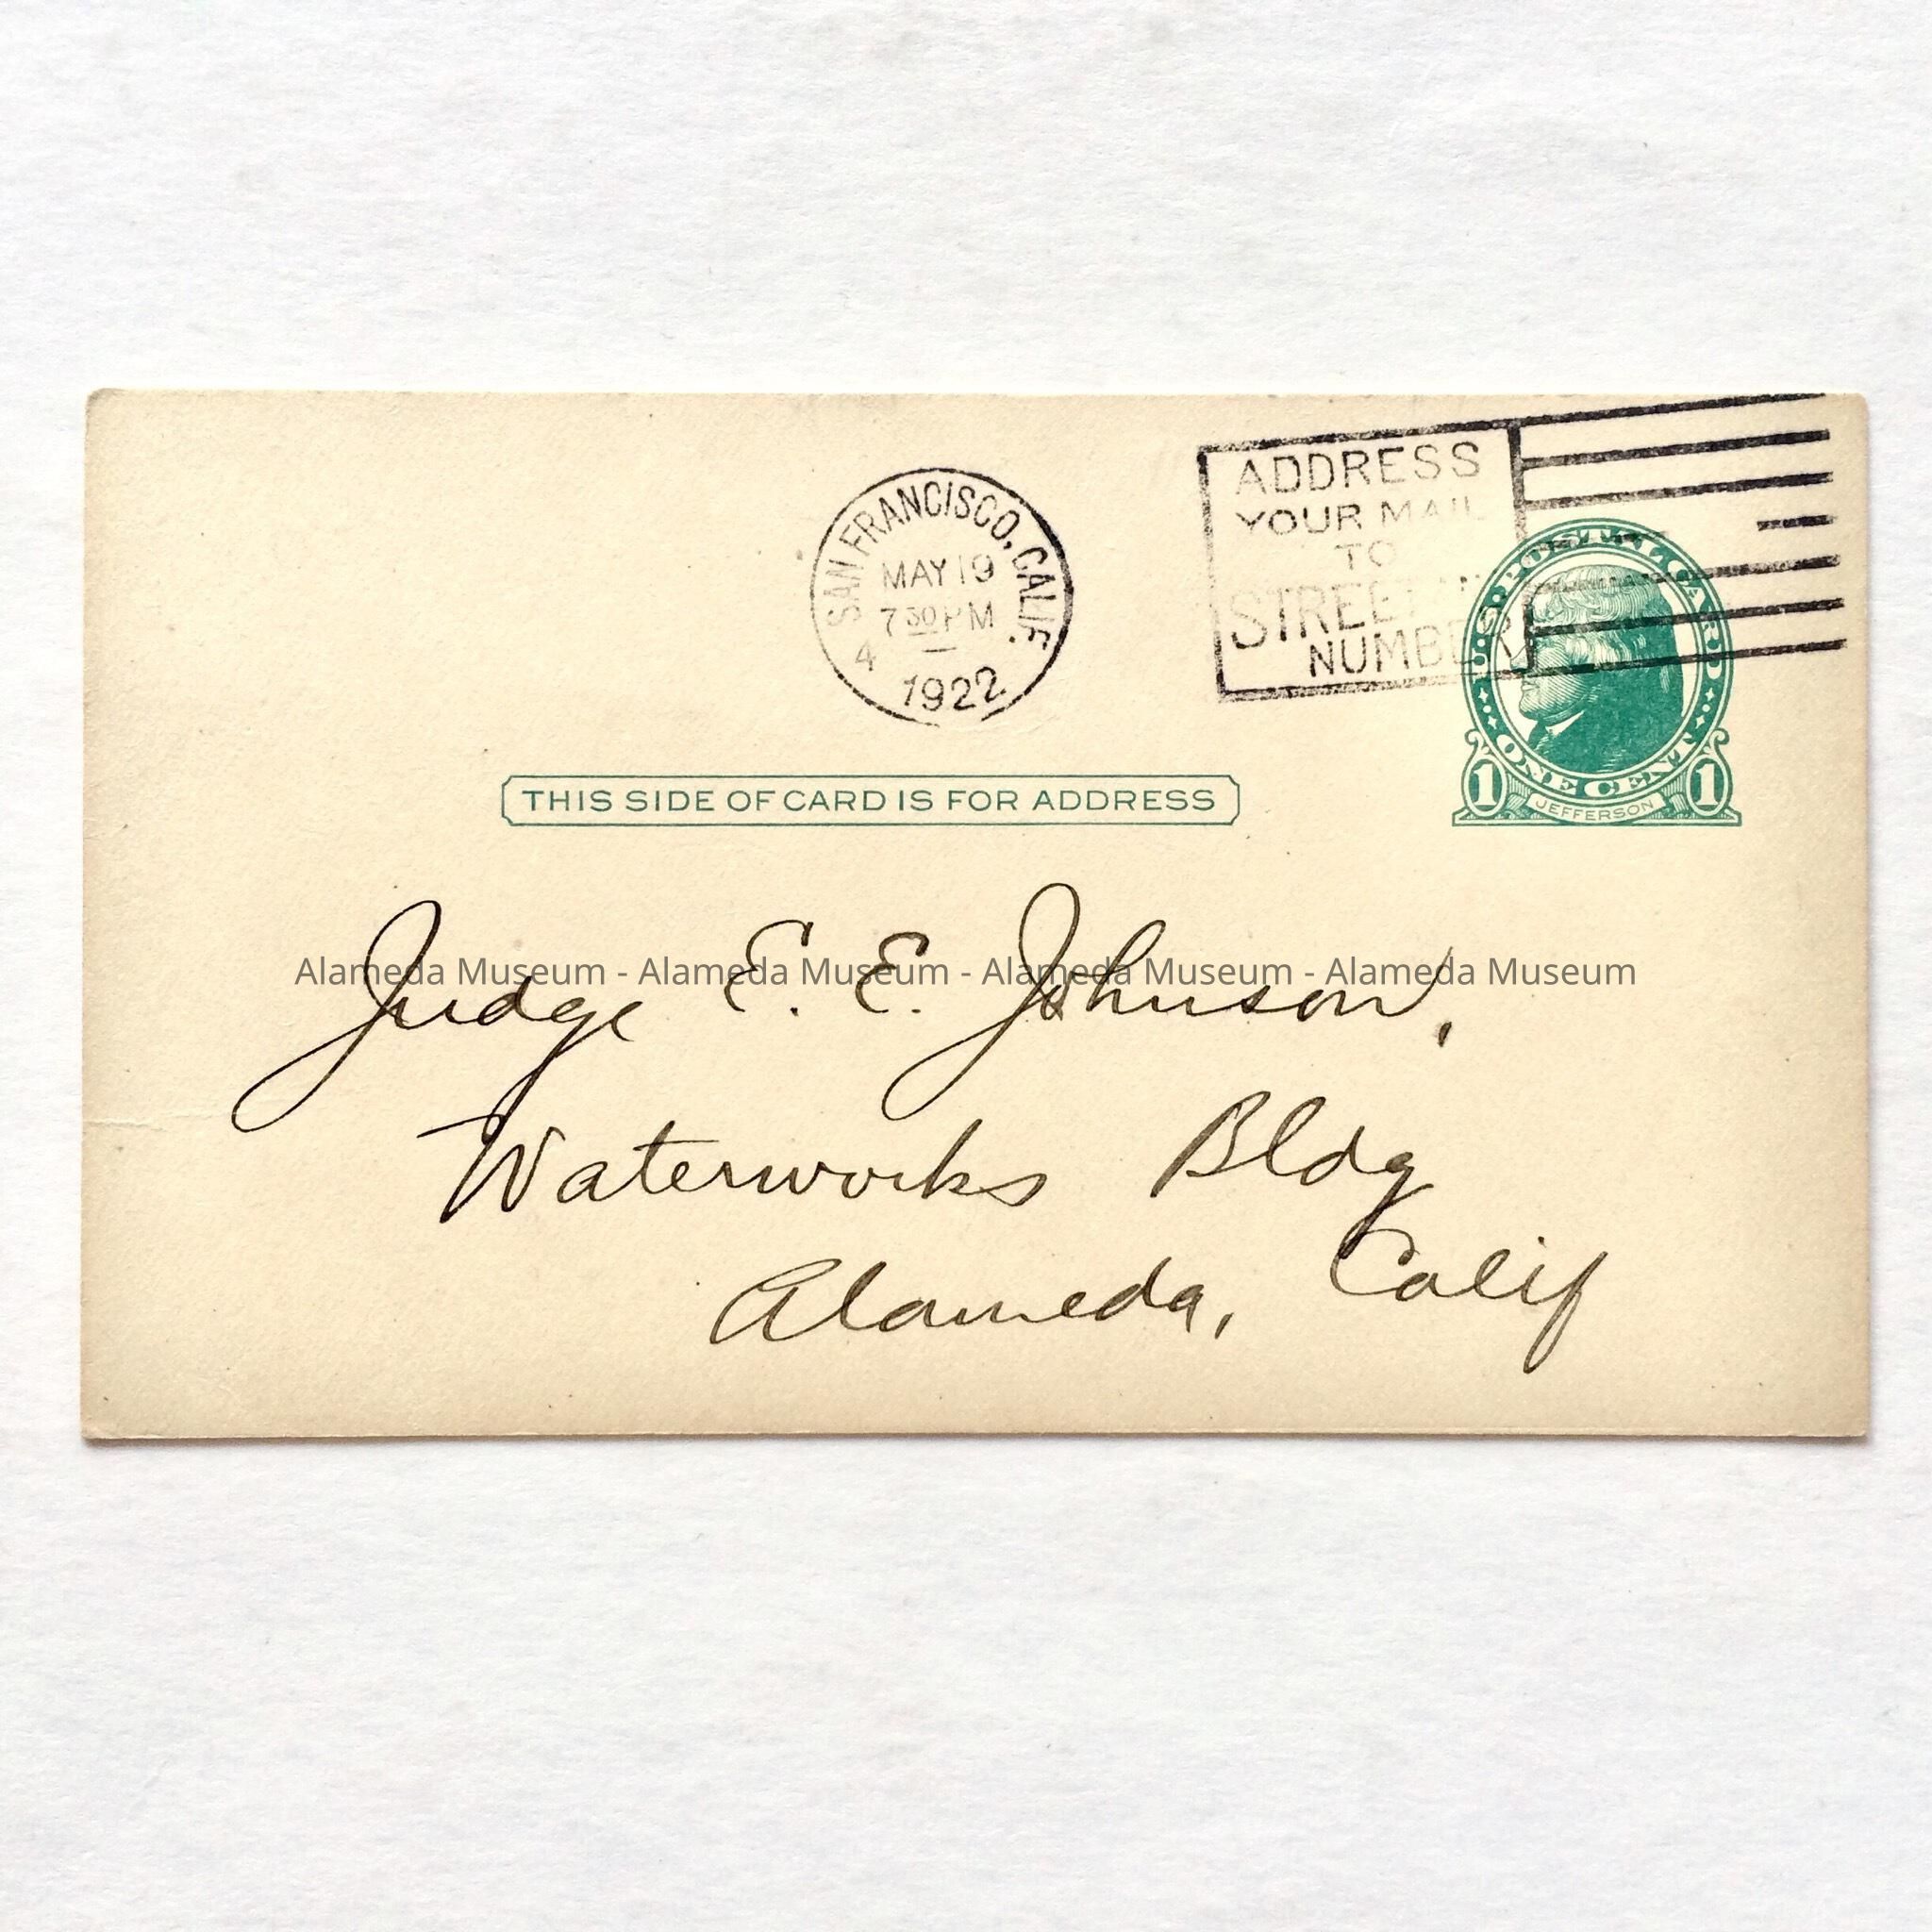 SAN FRANCISCO, CALIF.
MAY 19
7 30 PM
4
1922
ADDRESS
YOUR MAIL
TO
STREET
NUMBER
U.S. POSTAL CARD
ONE CENT
1 JEFFERSON 1
THIS SIDE OF CARD IS FOR ADDRESS
Judge E. E. Johnson,
Alameda Museum - Alameda Museum - Alameda Museum - Alameda Museum
Waterworks Bldg
Alameda, Calif